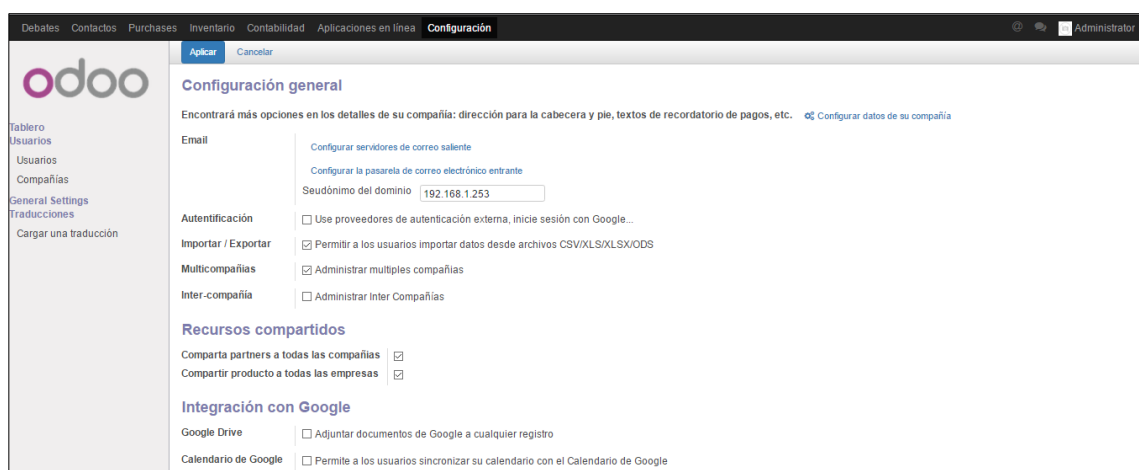 Debates Contactos Purchases Inventario Contabilidad Aplicaciones en línea Configuración @ Administrator
Aplicar Cancelar
odoo
Tablero
Usuarios
Usuarios
Compañías
General Settings
Traducciones
Cargar una traducción
Configuración general
Encontrará más opciones en los detalles de su compañía: dirección para la cabecera y pie, textos de recordatorio de pagos, etc. Configurar datos de su compañía
Email
Configurar servidores de correo saliente
Configurar la pasarela de correo electrónico entrante
Seudónimo del dominio 192.168.1.253
Autentificación Use proveedores de autenticación externa, inicie sesión con Google...
Importar / Exportar Permitir a los usuarios importar datos desde archivos CSV/XLS/XLSX/ODS
Multicompañias Administrar multiples compañias
Inter-compañía Administrar Inter Compañías
Recursos compartidos
Comparta partners a todas las compañias
Compartir producto a todas las empresas
Integración con Google
Google Drive Adjuntar documentos de Google a cualquier registro
Calendario de Google Permite a los usuarios sincronizar su calendario con el Calendario de Google